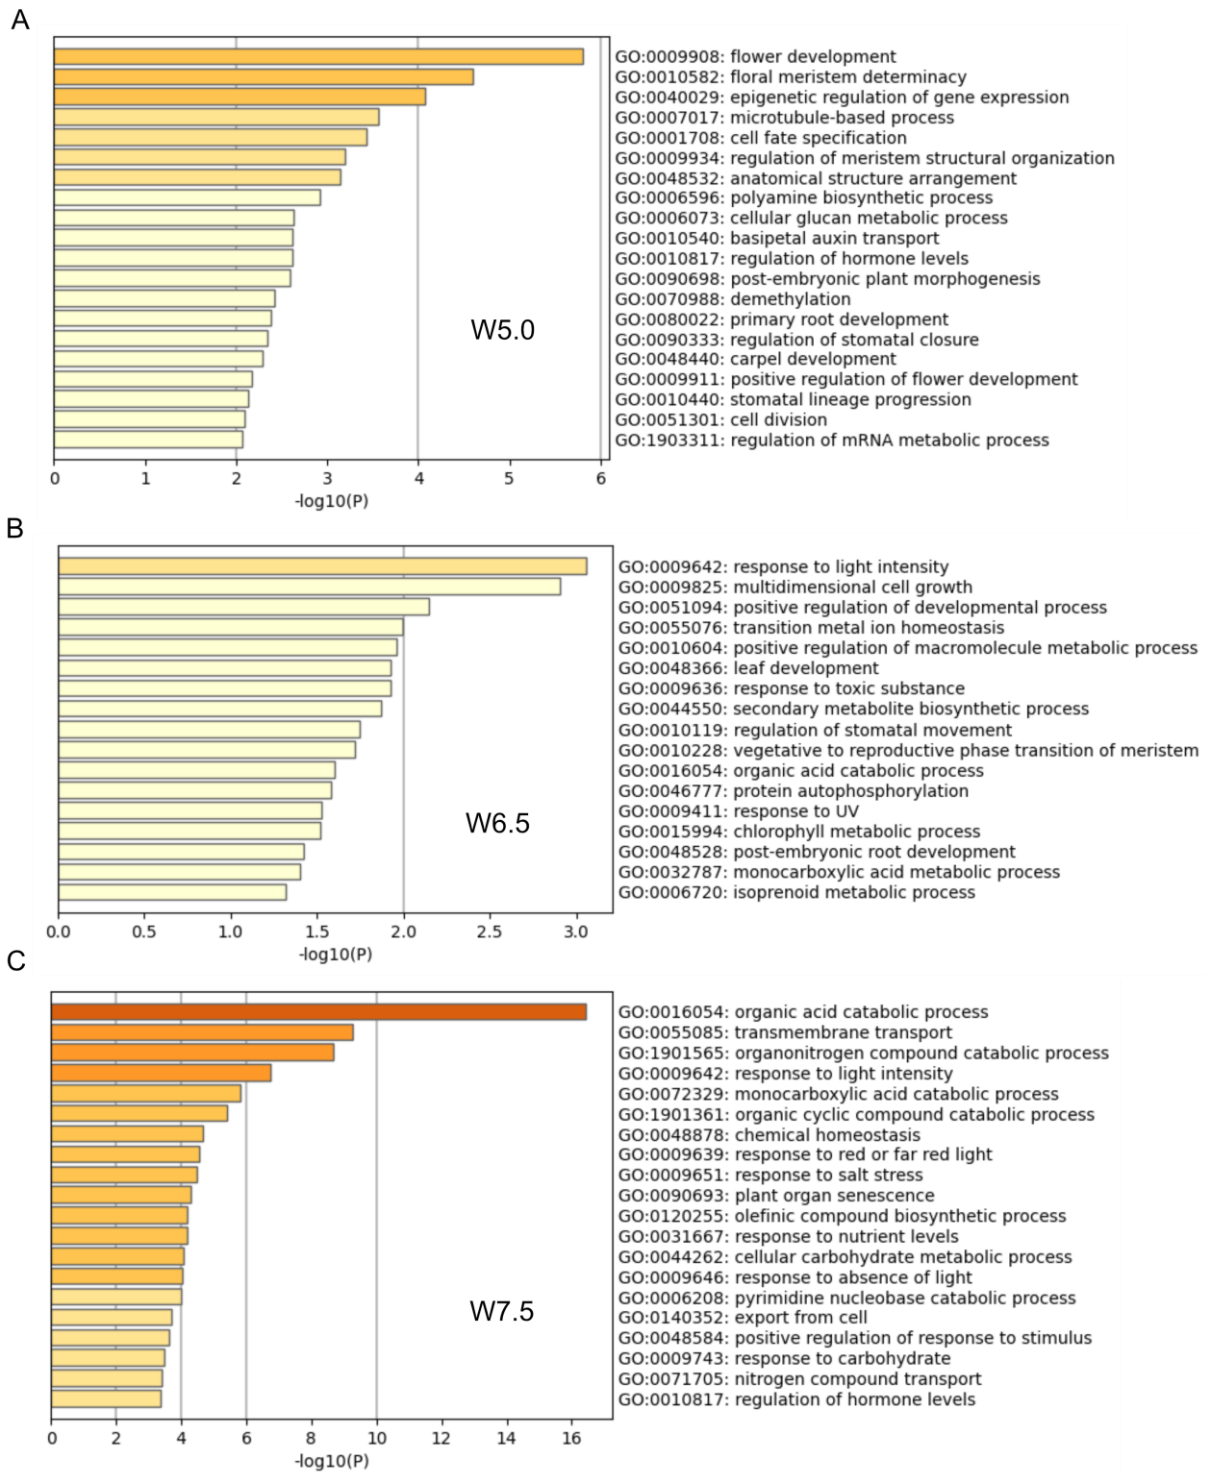 A
GO:0009908: flower development
GO:0010582: floral meristem determinacy
GO:0040029: epigenetic regulation of gene expression
GO:0007017: microtubule-based process
GO:0001708: cell fate specification
GO:0009934: regulation of meristem structural organization
GO:0048532: anatomical structure arrangement
GO:0006596: polyamine biosynthetic process
GO:0006073: cellular glucan metabolic process
GO:0010540: basipetal auxin transport
GO:0010817: regulation of hormone levels
GO:0090698: post-embryonic plant morphogenesis
GO:0070988: demethylation
GO:0080022: primary root development
W5.0
GO:0090333: regulation of stomatal closure
GO:0048440: carpel development
GO:0009911: positive regulation of flower development
GO:0010440: stomatal lineage progression
GO:0051301: cell division
GO:1903311: regulation of mRNA metabolic process
0 1 2 3 4 5 6
-log10(P)
B
GO:0009642: response to light intensity
GO:0009825: multidimensional cell growth
GO:0051094: positive regulation of developmental process
GO:0055076: transition metal ion homeostasis
GO:0010604: positive regulation of macromolecule metabolic process
GO:0048366: leaf development
GO:0009636: response to toxic substance
GO:0044550: secondary metabolite biosynthetic process
GO:0010119: regulation of stomatal movement
GO:0010228: vegetative to reproductive phase transition of meristem
GO:0016054: organic acid catabolic process
GO:0046777: protein autophosphorylation
GO:0009411: response to UV
W6.5
GO:0015994: chlorophyll metabolic process
GO:0048528: post-embryonic root development
GO:0032787: monocarboxylic acid metabolic process
GO:0006720: isoprenoid metabolic process
0.0 0.5 1.0 1.5 2.0 2.5 3.0
-log10(P)
C
GO:0016054: organic acid catabolic process
GO:0055085: transmembrane transport
GO:1901565: organonitrogen compound catabolic process
GO:0009642: response to light intensity
GO:0072329: monocarboxylic acid catabolic process
GO:1901361: organic cyclic compound catabolic process
GO:0048878: chemical homeostasis
GO:0009639: response to red or far red light
GO:0009651: response to salt stress
GO:0090693: plant organ senescence
GO:0120255: olefinic compound biosynthetic process
GO:0031667: response to nutrient levels
GO:0044262: cellular carbohydrate metabolic process
GO:0009646: response to absence of light
GO:0006208: pyrimidine nucleobase catabolic process
W7.5
GO:0140352: export from cell
GO:0048584: positive regulation of response to stimulus
GO:0009743: response to carbohydrate
GO:0071705: nitrogen compound transport
GO:0010817: regulation of hormone levels
0 2 4 6 8 10 12 14 16
-log10(P)